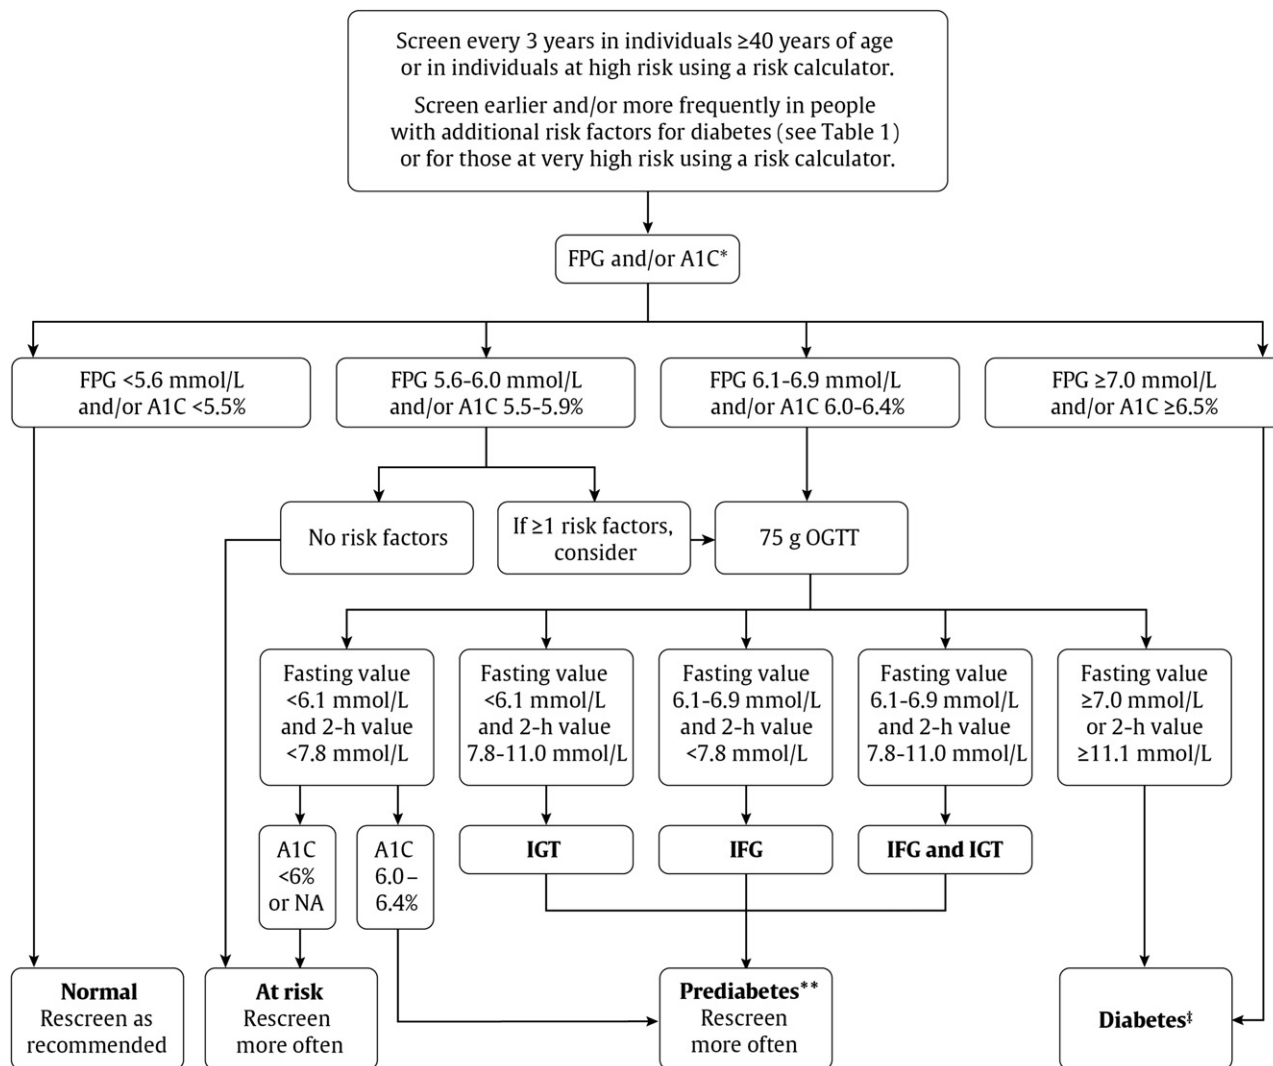 Screen every 3 years in individuals ≥40 years of age
or in individuals at high risk using a risk calculator.
Screen earlier and/or more frequently in people
with additional risk factors for diabetes (see Table 1)
or for those at very high risk using a risk calculator.
FPG and/or A1C*
FPG <5.6 mmol/L
and/or A1C <5.5%
FPG 5.6-6.0 mmol/L
and/or A1C 5.5-5.9%
FPG 6.1-6.9 mmol/L
and/or A1C 6.0-6.4%
FPG ≥7.0 mmol/L
and/or A1C ≥6.5%
No risk factors
If ≥1 risk factors,
consider
75 g OGTT
Fasting value
<6.1 mmol/L
and 2-h value
<7.8 mmol/L
Fasting value
<6.1 mmol/L
and 2-h value
7.8-11.0 mmol/L
Fasting value
6.1-6.9 mmol/L
and 2-h value
<7.8 mmol/L
Fasting value
6.1-6.9 mmol/L
and 2-h value
7.8-11.0 mmol/L
Fasting value
≥7.0 mmol/L
or 2-h value
≥11.1 mmol/L
A1C
<6%
or NA
A1C
6.0–
6.4%
IGT
IFG
IFG and IGT
Normal
Rescreen as
recommended
At risk
Rescreen
more often
Prediabetes**
Rescreen
more often
Diabetes‡